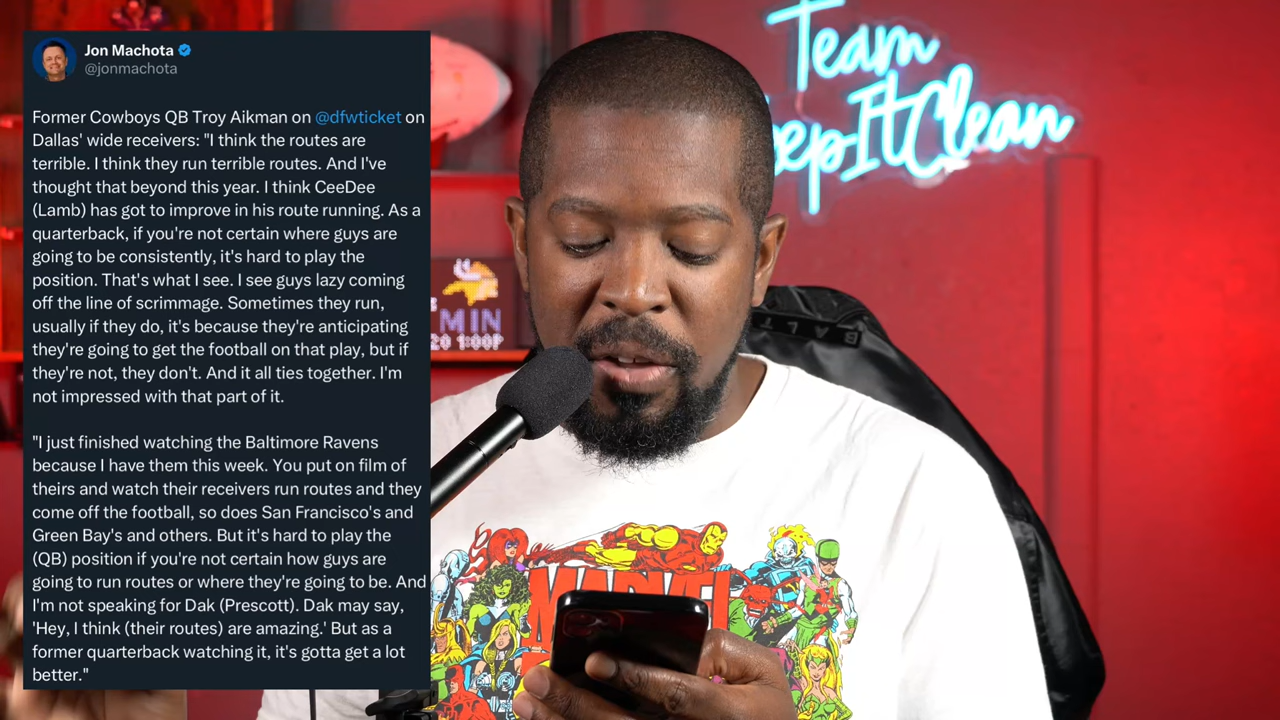 Jon Machota
@jonmachota
Former Cowboys QB Troy Aikman on @dfwticket on
Dallas' wide receivers: "I think the routes are
terrible. I think they run terrible routes. And I've
thought that beyond this year. I think CeeDee
(Lamb) has got to improve in his route running. As a
quarterback, if you're not certain where guys are
going to be consistently, it's hard to play the
position. That's what I see. I see guys lazy coming
off the line of scrimmage. Sometimes they run,
usually if they do, it's because they're anticipating
they're going to get the football on that play, but if
they're not, they don't. And it all ties together. I'm
not impressed with that part of it.
"I just finished watching the Baltimore Ravens
because I have them this week. You put on film of
theirs and watch their receivers run routes and they
come off the football, so does San Francisco's and
Green Bay's and others. But it's hard to play the
(QB) position if you're not certain how guys are
going to run routes or where they're going to be. And
I'm not speaking for Dak (Prescott). Dak may say,
'Hey, I think (their routes) are amazing.' But as a
former quarterback watching it, it's gotta get a lot
better."
Team
eepItClean
MIN
20 1:00P
BALT
MARVEL